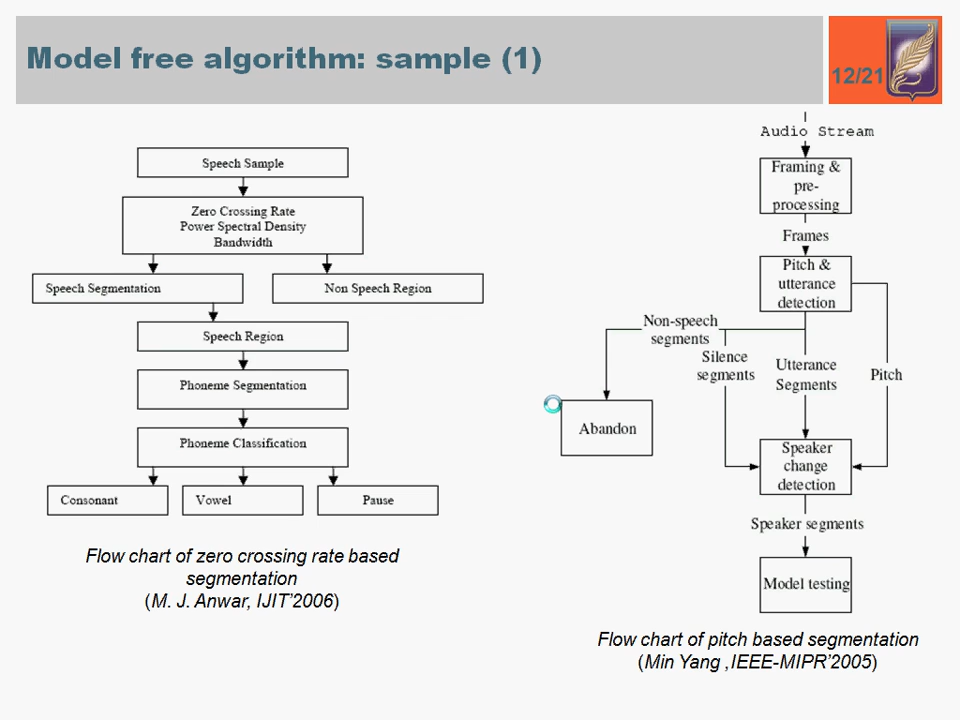 Model free algorithm: sample (1)
12/21
Speech Sample
Zero Crossing Rate
Power Spectral Density
Bandwidth
Speech Segmentation
Non Speech Region
Speech Region
Phoneme Segmentation
Phoneme Classification
Consonant
Vowel
Pause
Flow chart of zero crossing rate based
segmentation
(M. J. Anwar, IJIT'2006)
Audio Stream
Framing &
pre-
processing
Frames
Pitch &
utterance
detection
Non-speech
segments
Silence
segments
Utterance
Segments
Pitch
Abandon
Speaker
change
detection
Speaker segments
Model testing
Flow chart of pitch based segmentation
(Min Yang ,IEEE-MIPR'2005)